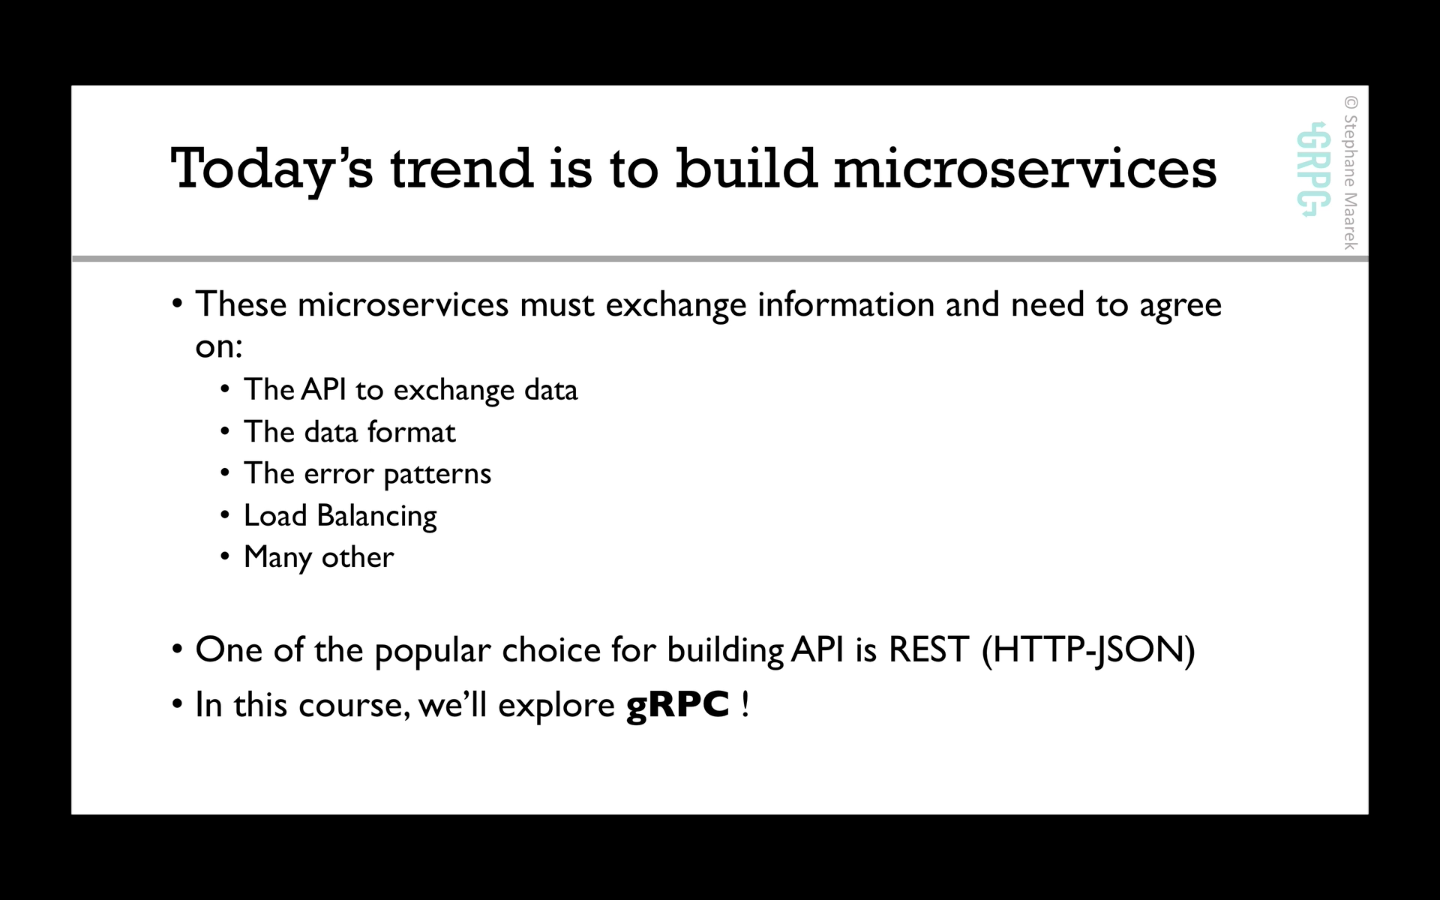 Today’s trend is to build microservices
GRPC
© Stephane Maarek
• These microservices must exchange information and need to agree
on:
• The API to exchange data
• The data format
• The error patterns
• Load Balancing
• Many other
• One of the popular choice for building API is REST (HTTP-JSON)
• In this course, we’ll explore gRPC !